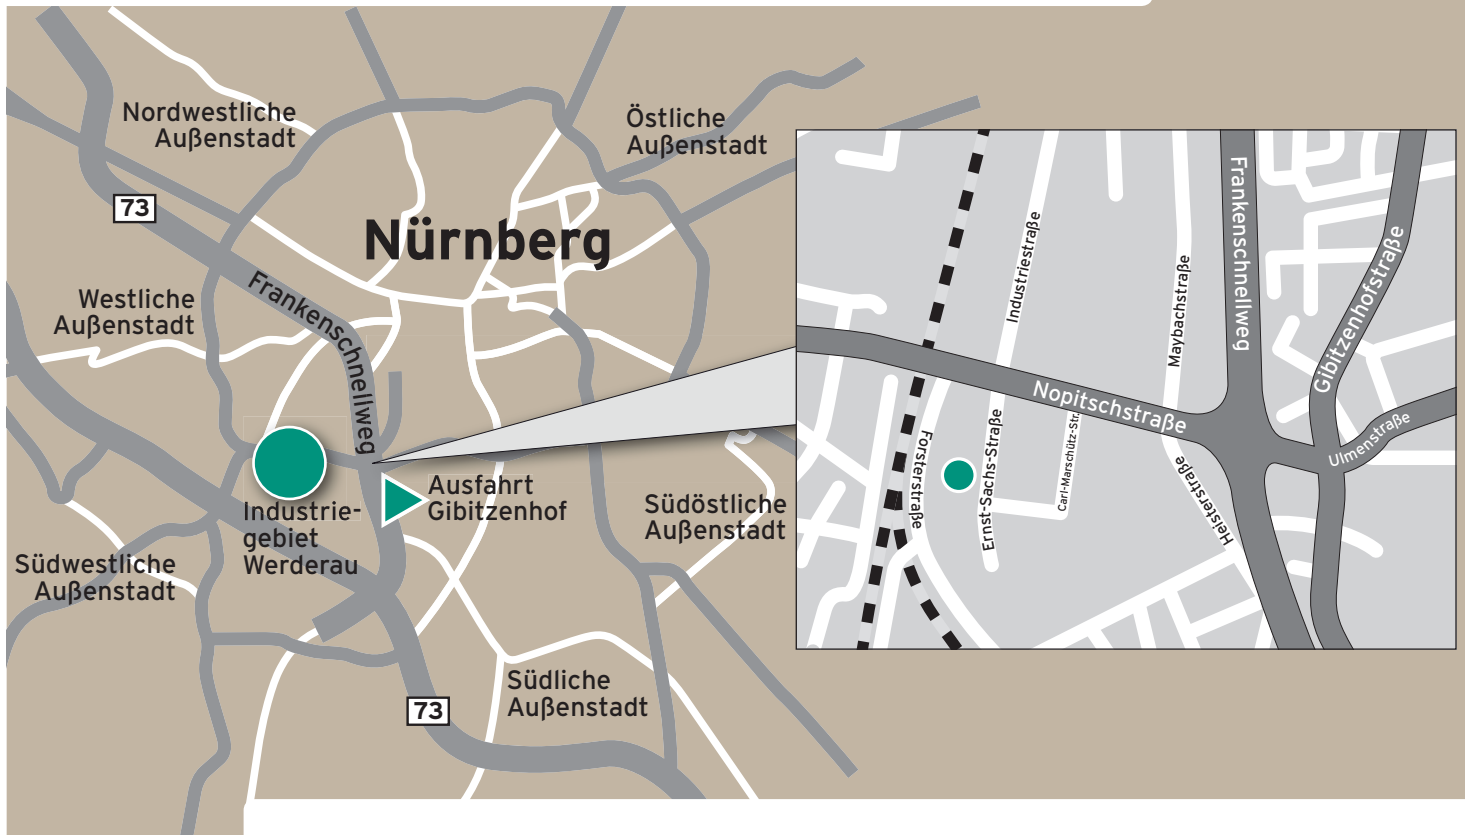 Nordwestliche
Außenstadt
Östliche
Außenstadt
73
Nürnberg
Westliche
Außenstadt
Frankenschnellweg
Ausfahrt
Gibitzenhof
Industrie-
gebiet
Werderau
Südöstliche
Außenstadt
Südwestliche
Außenstadt
Südliche
Außenstadt
73
Industriestraße
Maybachstraße
Frankenschnellweg
Gibitzenhofstraße
Nopitschstraße
Ulmenstraße
Forsterstraße
Ernst-Sachs-Straße
Carl-Marschütz-Str.
Heisterstraße